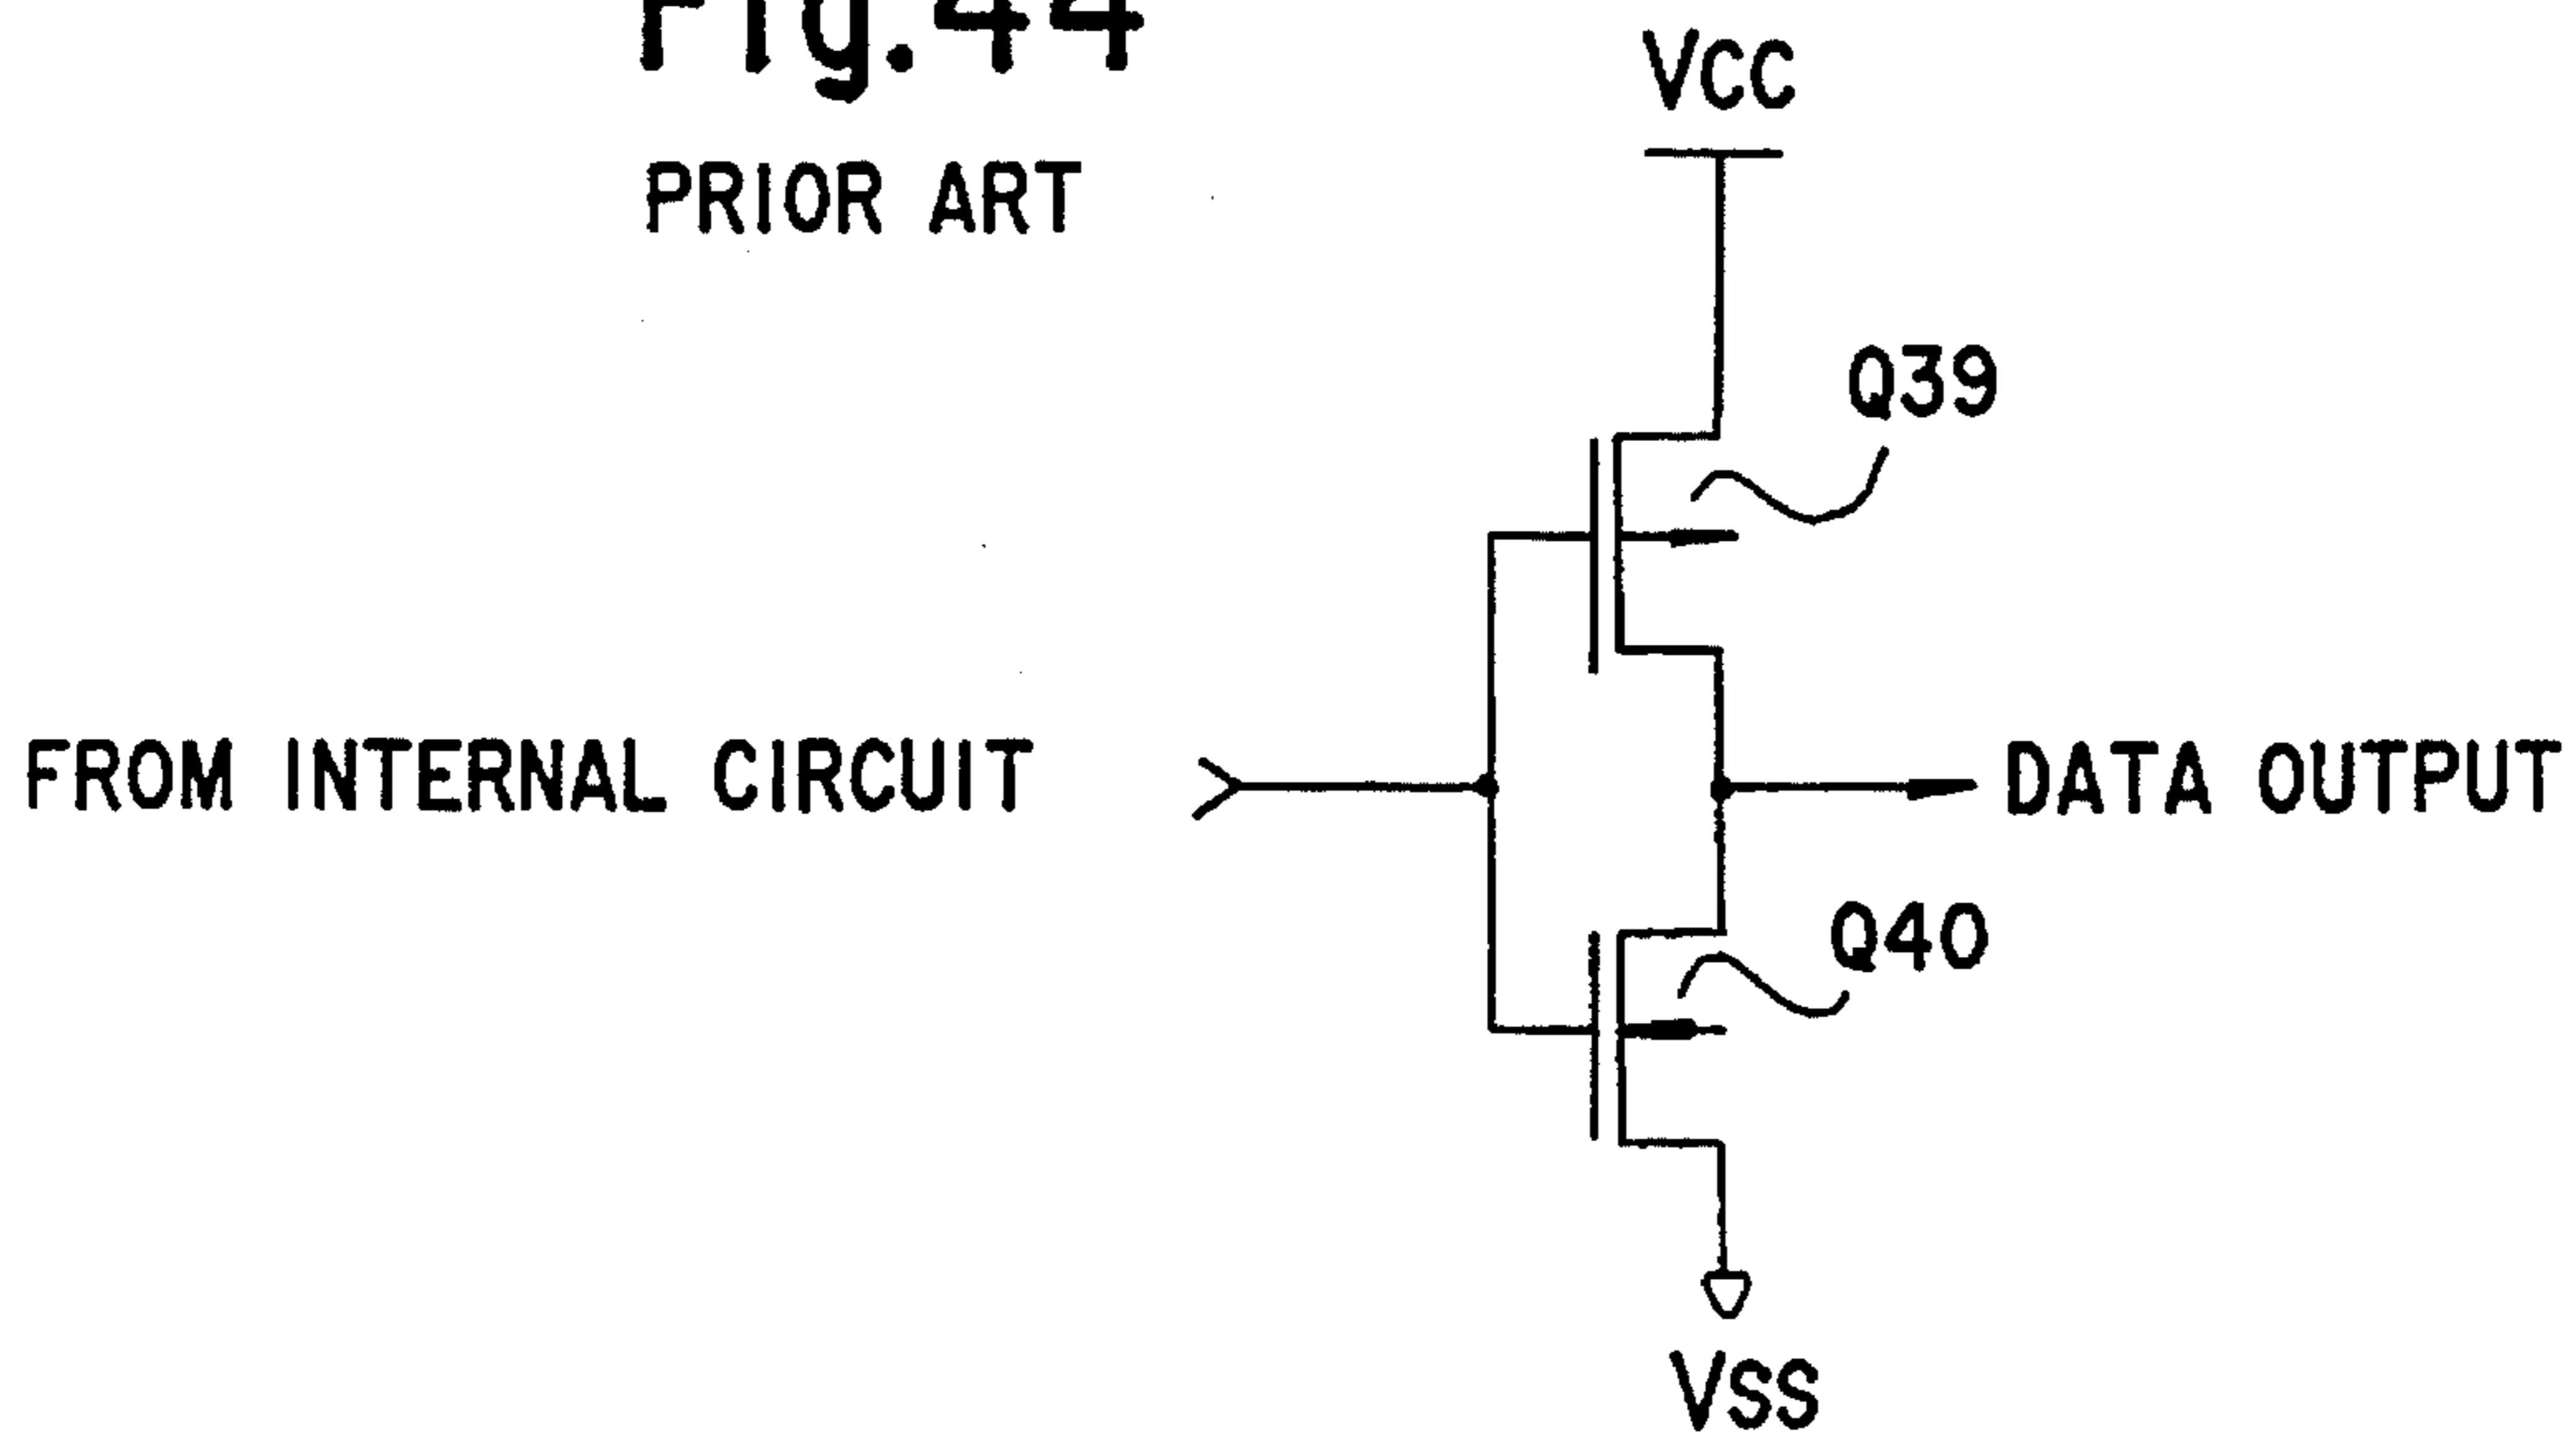 Fig.44
PRIOR ART
VCC
Q39
FROM INTERNAL CIRCUIT
DATA OUTPUT
Q40
VSS